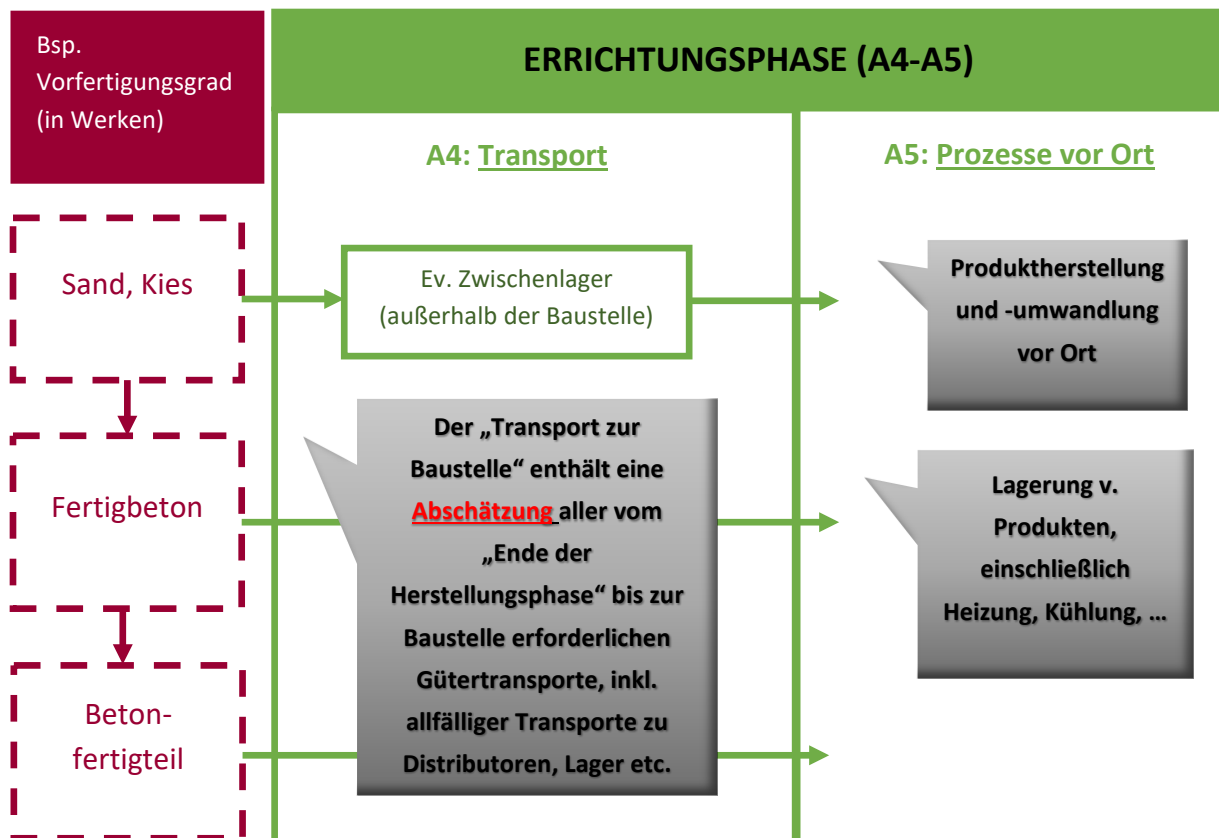 Bsp.
Vorfertigungsgrad
(in Werken)
ERRICHTUNGSPHASE (A4-A5)
A4: Transport
A5: Prozesse vor Ort
Sand, Kies
Ev. Zwischenlager
(außerhalb der Baustelle)
Produktherstellung
und -umwandlung
vor Ort
Fertigbeton
Der „Transport zur
Baustelle“ enthält eine
Abschätzung aller vom
„Ende der
Herstellungsphase“ bis zur
Baustelle erforderlichen
Gütertransporte, inkl.
allfälliger Transporte zu
Distributoren, Lager etc.
Lagerung v.
Produkten,
einschließlich
Heizung, Kühlung, …
Beton-
fertigteil